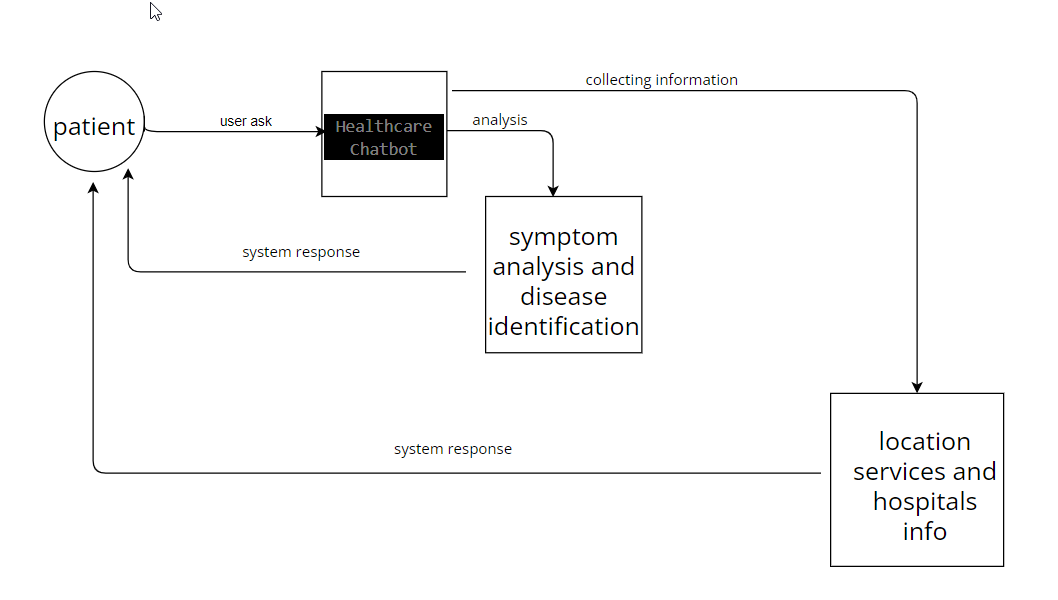 collecting information
patient
user ask
Healthcare
Chatbot
analysis
symptom
analysis and
disease
identification
system response
location
services and
hospitals
info
system response